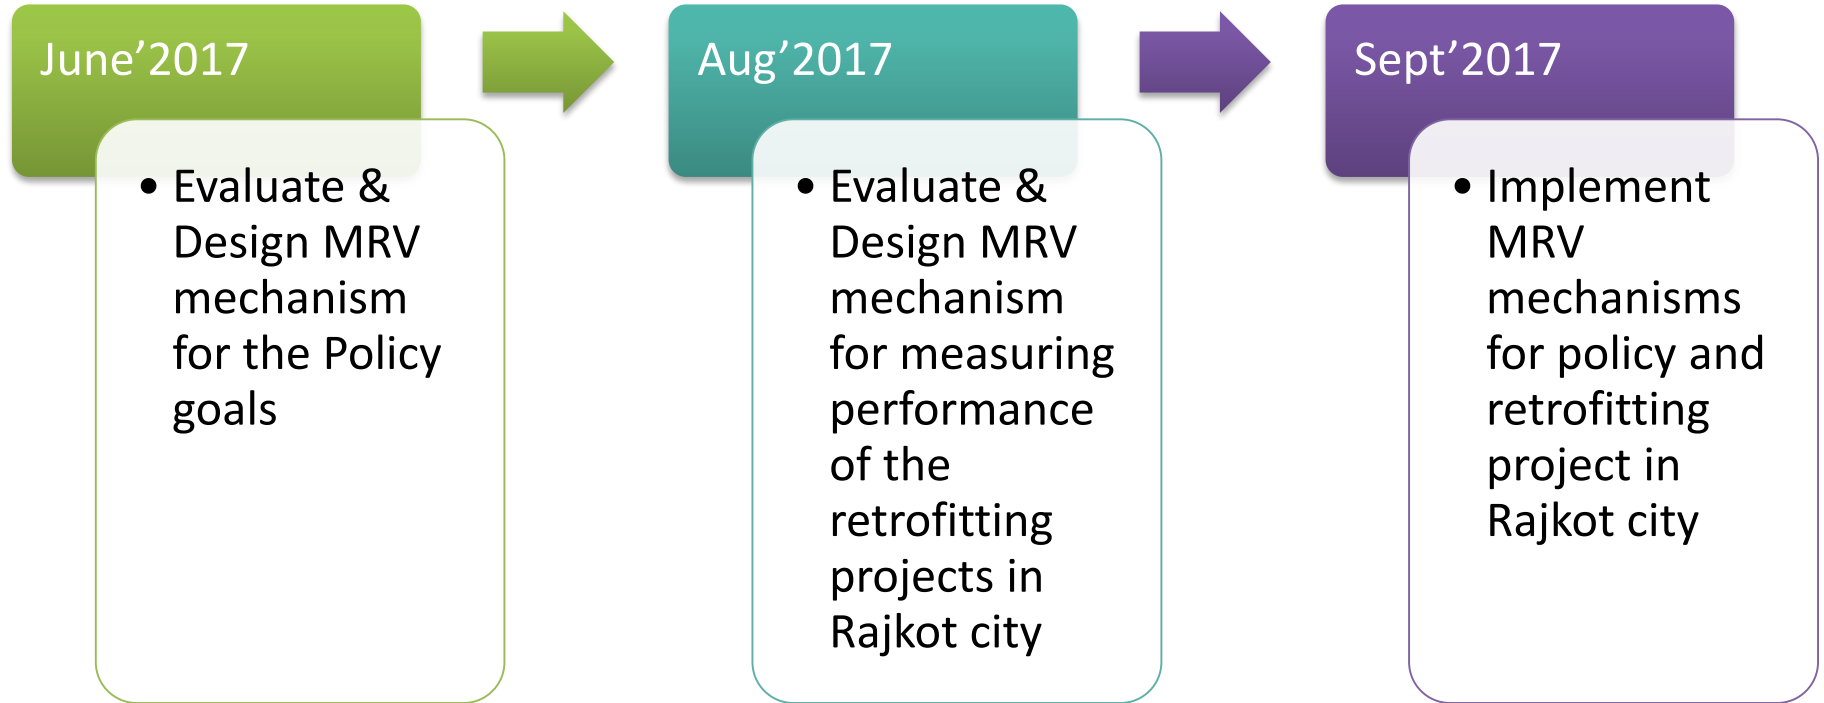 June’2017
• Evaluate &
Design MRV
mechanism
for the Policy
goals
Aug’2017
• Evaluate &
Design MRV
mechanism
for measuring
performance
of the
retrofitting
projects in
Rajkot city
Sept’2017
• Implement
MRV
mechanisms
for policy and
retrofitting
project in
Rajkot city